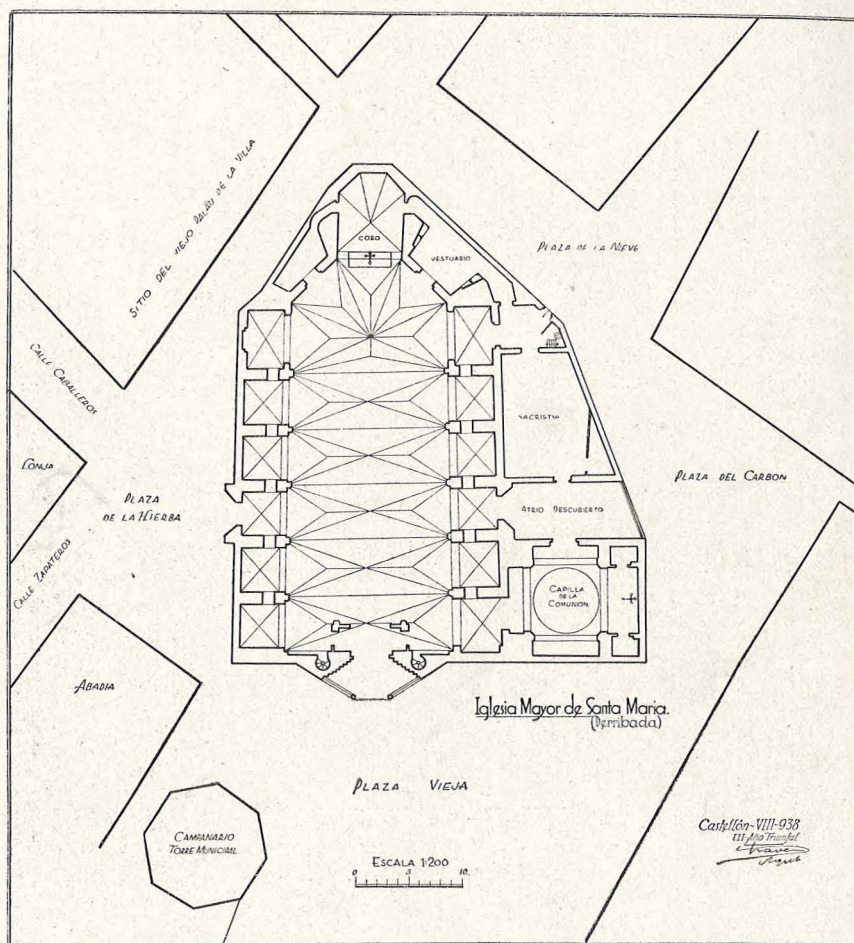 SITIO DEL VIEJO PALAU DE LA VILLA
CORO
VESTUARIO
PLAZA DE LA NIEVE
CALLE CABALLEROS
LONJA
PLAZA
DE LA HIERBA
CALLE ZAPATEROS
SACRISTIA
PLAZA DEL CARBON
ATRIO DESCUBIERTO
CAPILLA
DE LA
COMUNION
ABADIA
Iglesia Mayor de Santa Maria.
(Derribada)
PLAZA VIEJA
CAMPANARIO
TORRE MUNICIPAL
ESCALA 1:200
0 5 10
Castellón-VIII-938
III-Año Triunfal